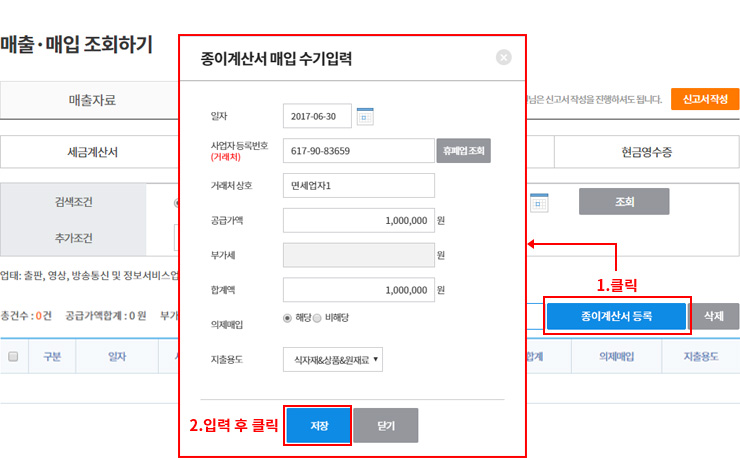 매출·매입 조회하기
종이계산서 매입 수기입력
매출자료
님은 신고서 작성을 진행하셔도 됩니다.
신고서 작성
일자
2017-06-30
세금계산서
현금영수증
사업자 등록번호
(거래처)
617-90-83659
휴폐업 조회
거래처 상호
면세업자1
검색조건
조회
공급가액
1,000,000 원
추가조건
부가세
원
업태: 출판, 영상, 방송통신 및 정보서비스업
합계액
1,000,000 원
1.클릭
총건수 : 0건 공급가액합계 : 0 원 부가
의제매입
해당 비해당
종이계산서 등록
삭제
구분
일자
합계
의제매입
지출용도
지출용도
식자재&상품&원재료
2.입력 후 클릭
저장
닫기